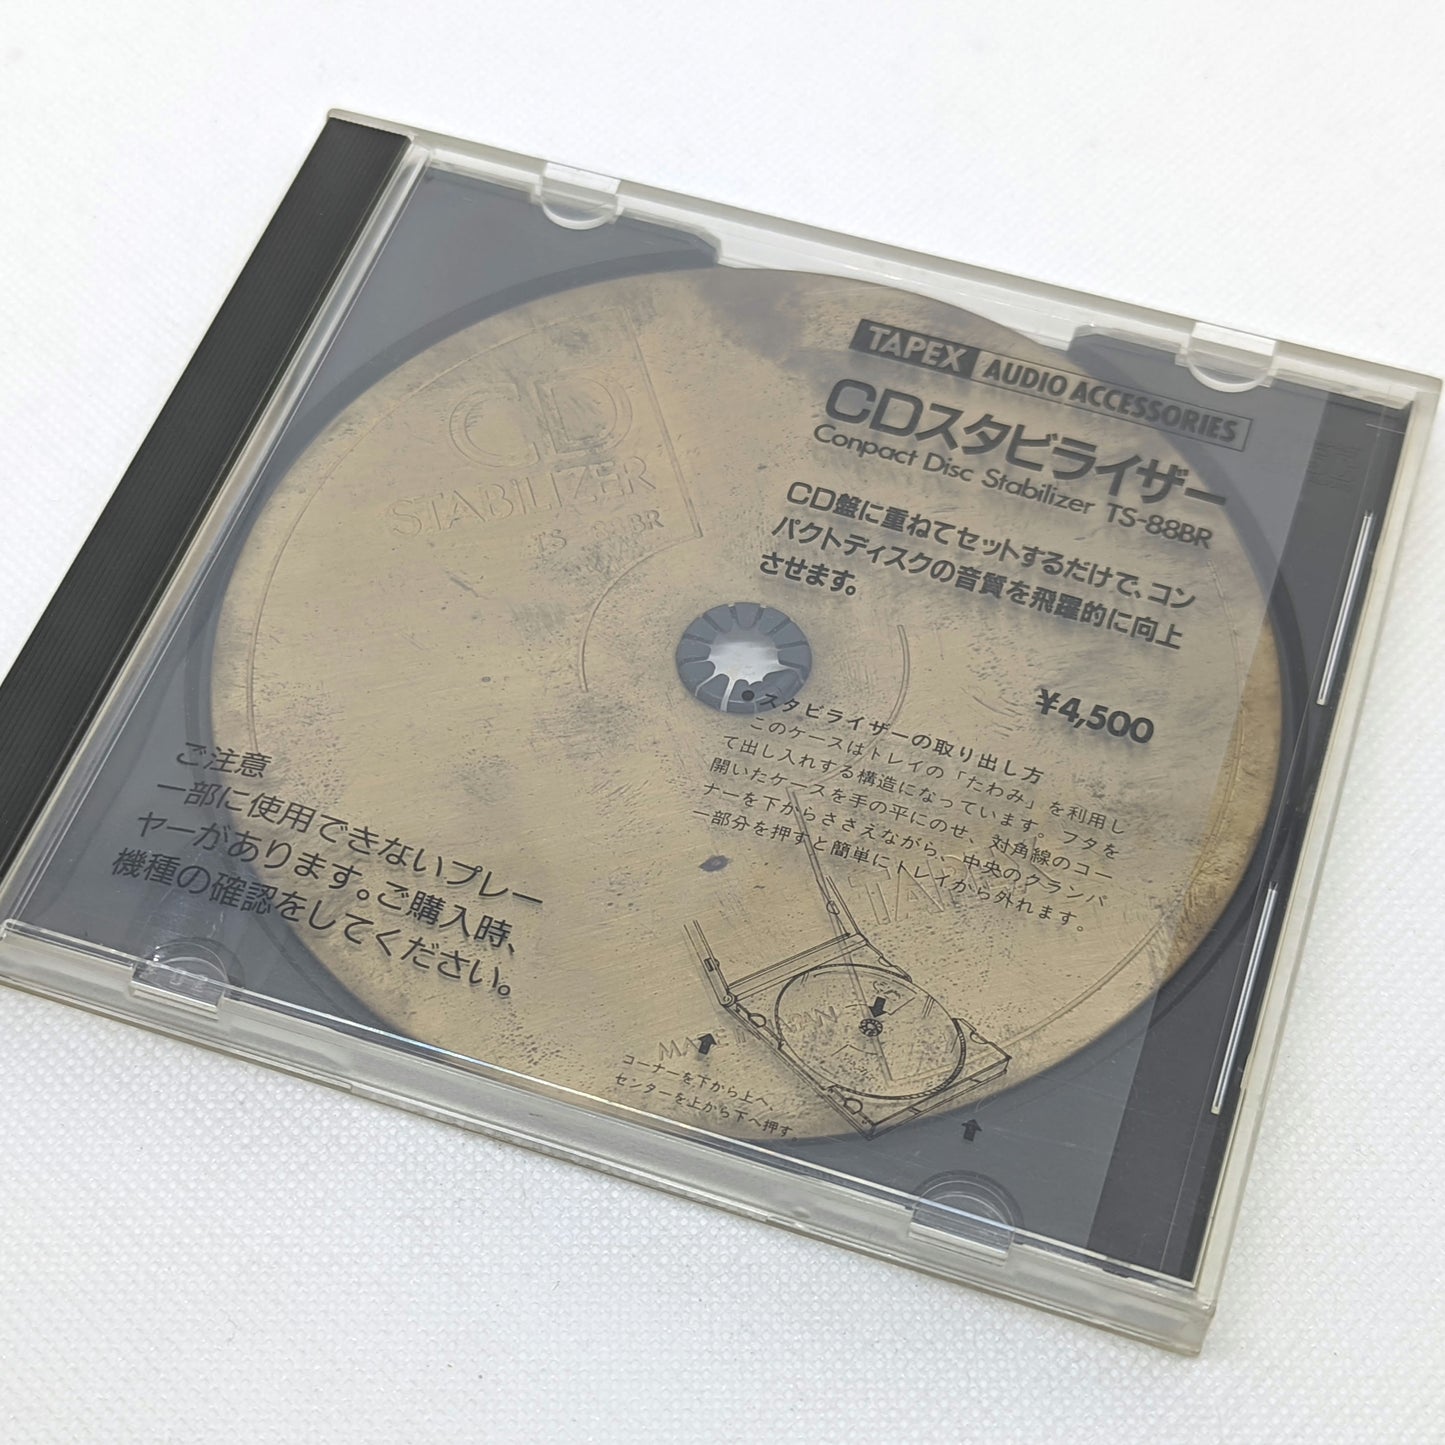 TAPEX AUDIO ACCESSORIES
CDスタビライザー
Conpact Disc Stabilizer TS-88BR
CD盤に重ねてセットするだけで、コン
パクトディスクの音質を飛躍的に向上
させます。
¥4,500
●スタビライザーの取り出し方
このケースはトレイの「たわみ」を利用し
て出し入れする構造になっています。フタを
開いたケースを手の平にのせ、対角線のコー
ナーを下からささえながら、中央のクランパ
一部分を押すと簡単にトレイから外れます。
コーナーを下から上へ、
センターを上から下へ押す。
ご注意
一部に使用できないプレー
ヤーがあります。ご購入時、
機種の確認をしてください。
CD
STABILIZER
TS-88BR